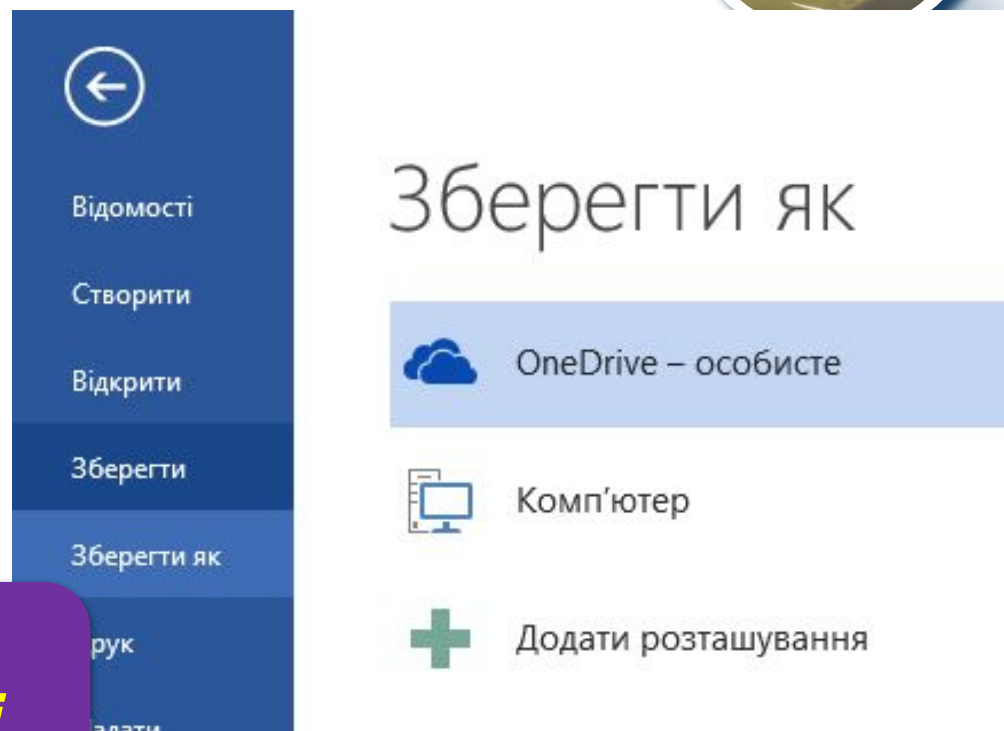 Відомості
Створити
Відкрити
Зберегти
Зберегти як
Зберегти як
OneDrive – особисте
Комп’ютер
Додати розташування